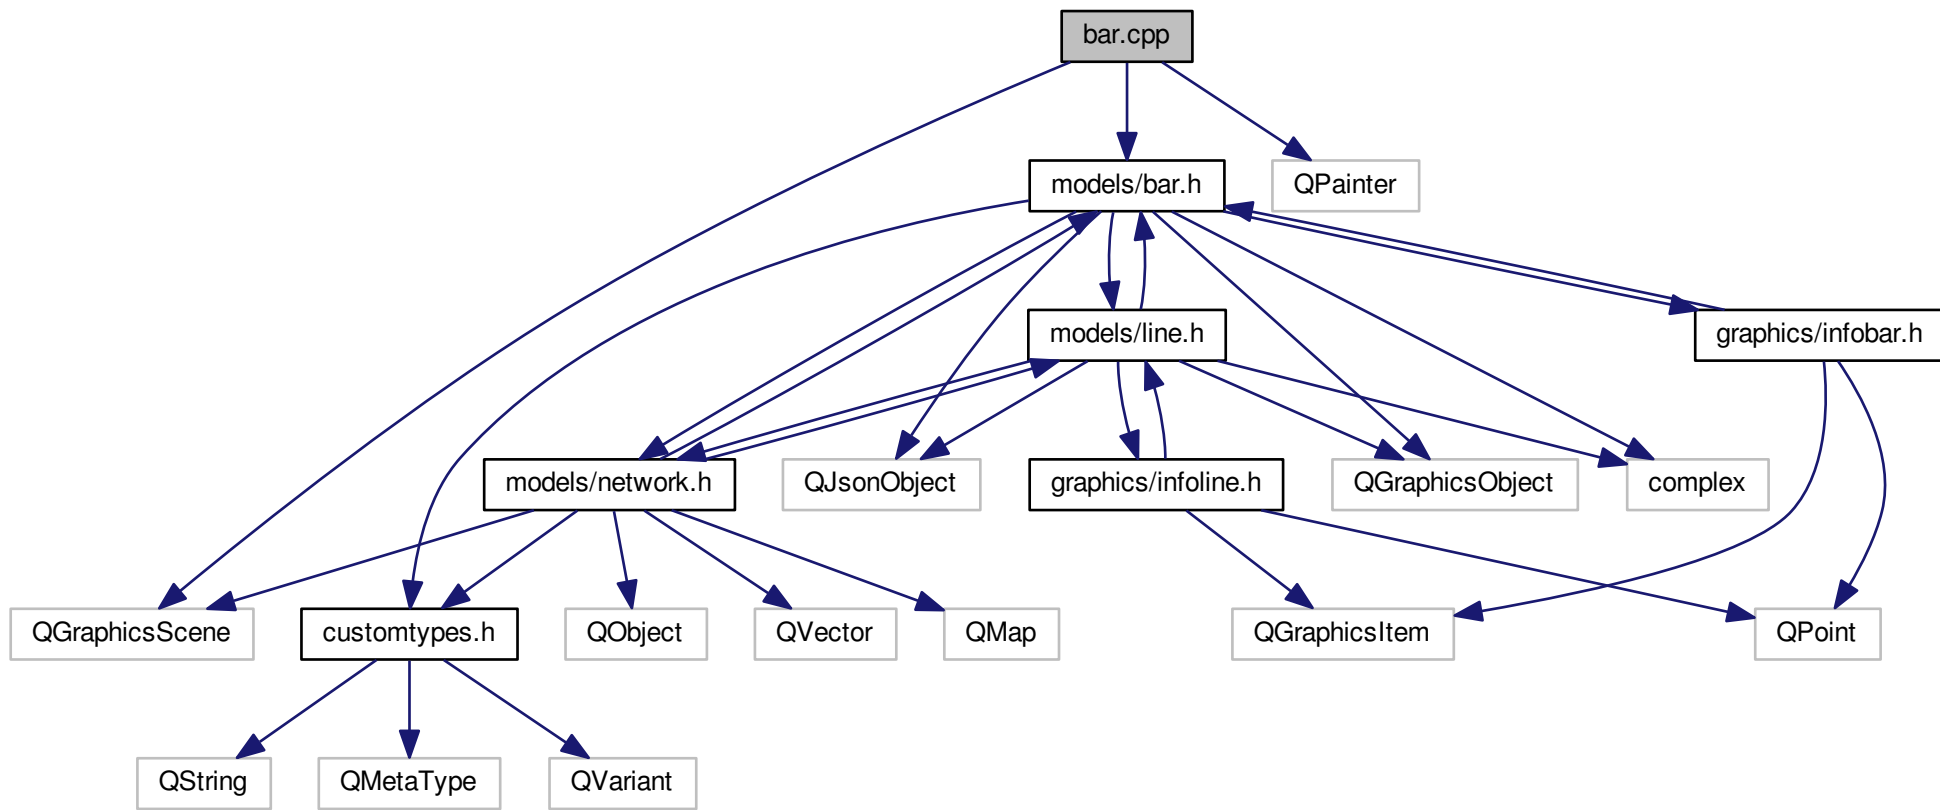 bar.cpp
models/bar.h
QPainter
models/line.h
graphics/infobar.h
models/network.h
QJsonObject
graphics/infoline.h
QGraphicsObject
complex
QGraphicsScene
customtypes.h
QObject
QVector
QMap
QGraphicsItem
QPoint
QString
QMetaType
QVariant